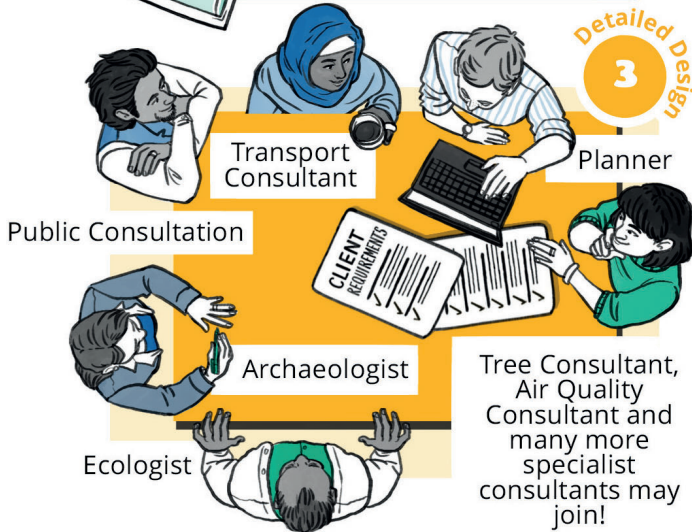 Detailed Design
3
Transport
Consultant
Planner
Public Consultation
CLIENT
REQUIREMENTS
Archaeologist
Tree Consultant,
Air Quality
Consultant and
many more
specialist
consultants may
join!
Ecologist